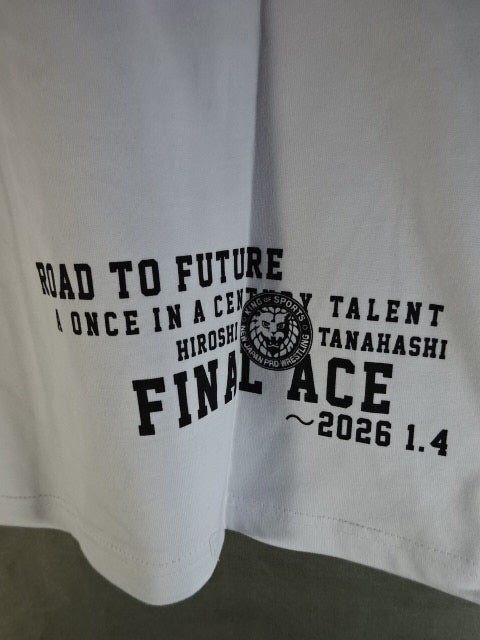 ROAD TO FUTURE
A ONCE IN A CENTURY TALENT
HIROSHI TANAHASHI
KING OF SPORTS
NEW JAPAN PRO-WRESTLING
FINAL ACE
～2026 1.4